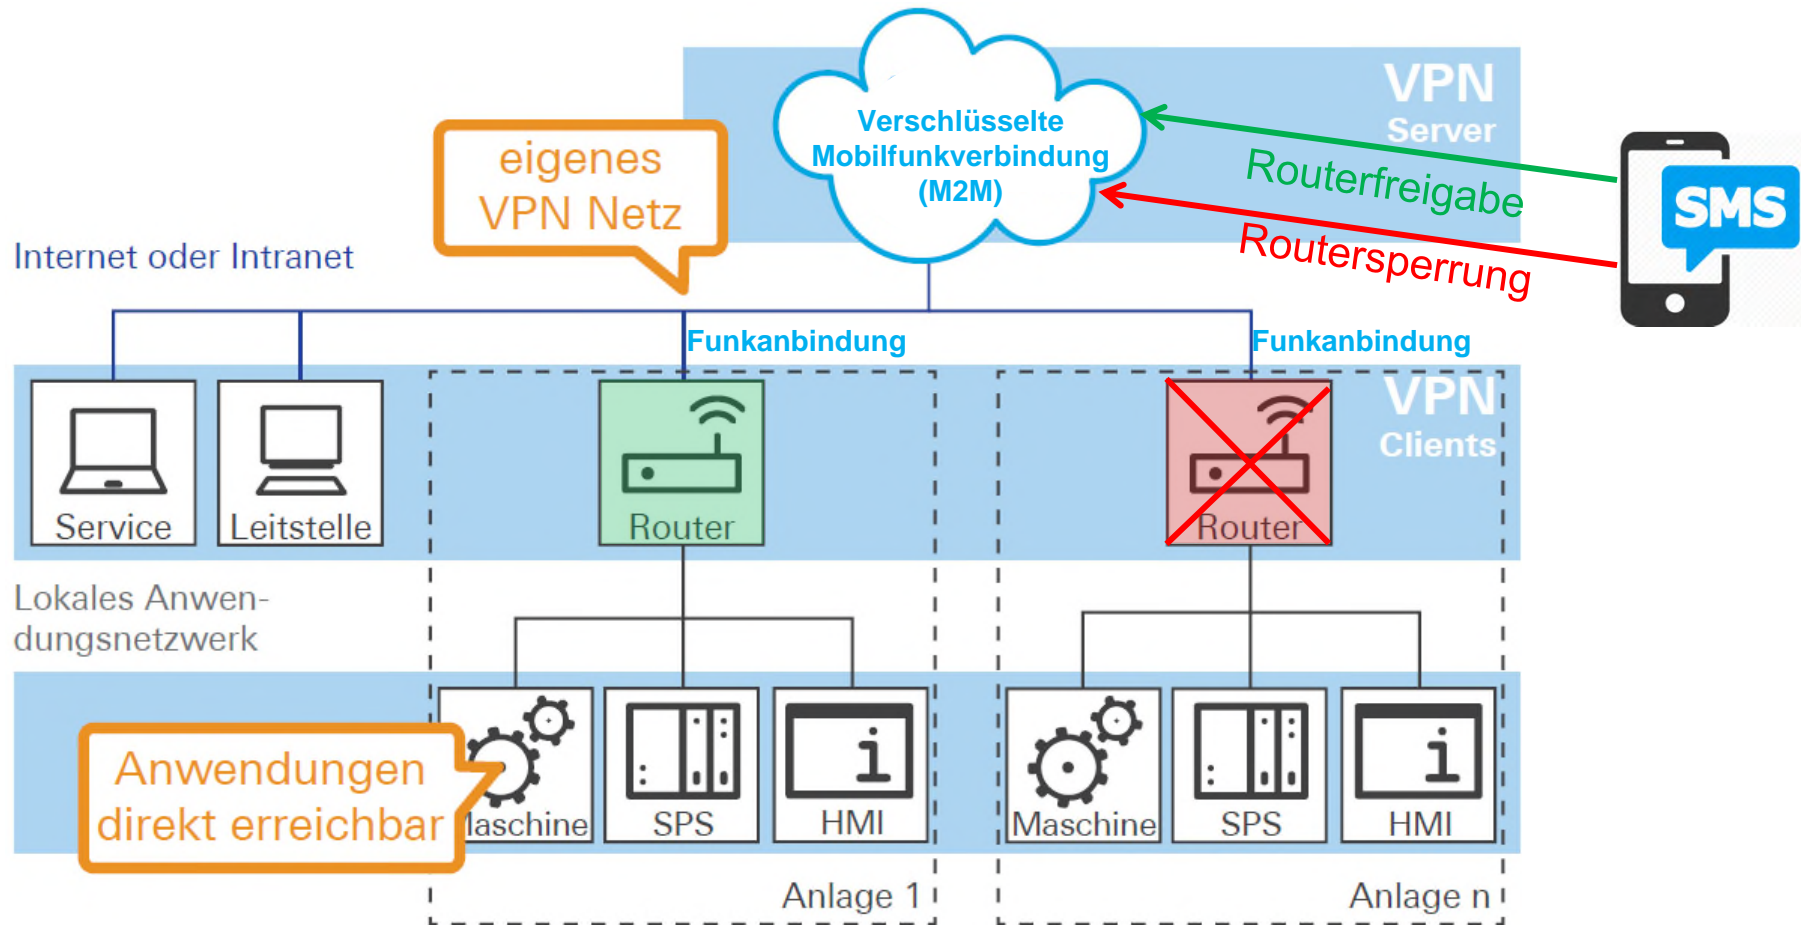 VPN
Server
Verschlüsselte
Mobilfunkverbindung
(M2M)
eigenes
VPN Netz
Routerfreigabe
Routersperrung
SMS
Internet oder Intranet
Funkanbindung
Funkanbindung
VPN
Clients
Service
Leitstelle
Router
Router
Lokales Anwen-
dungsnetzwerk
Anwendungen
direkt erreichbar
Maschine
SPS
HMI
Maschine
SPS
HMI
Anlage 1
Anlage n